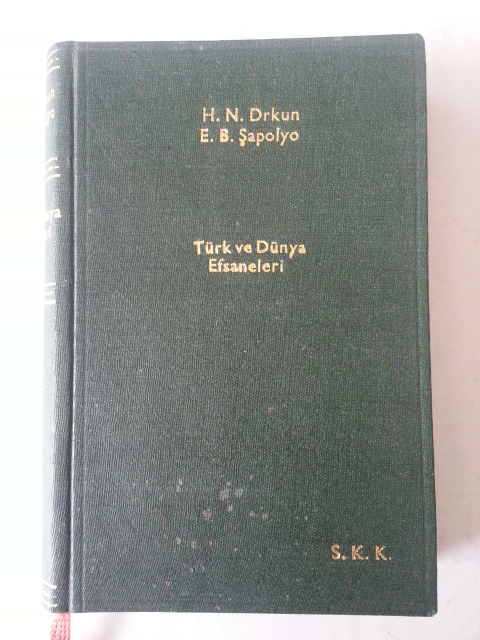 H. N. Drkun
E. B. Şapolyo
Türk ve Dünya
Efsaneleri
S. K. K.